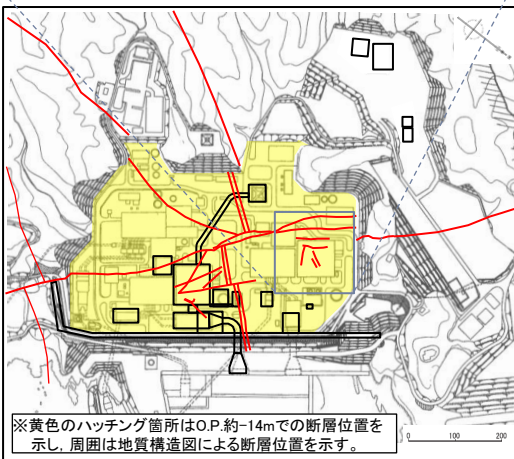 ※黄色のハッチング箇所はO.P.約-14mでの断層位置を
示し，周囲は地質構造図による断層位置を示す。
0 100 200